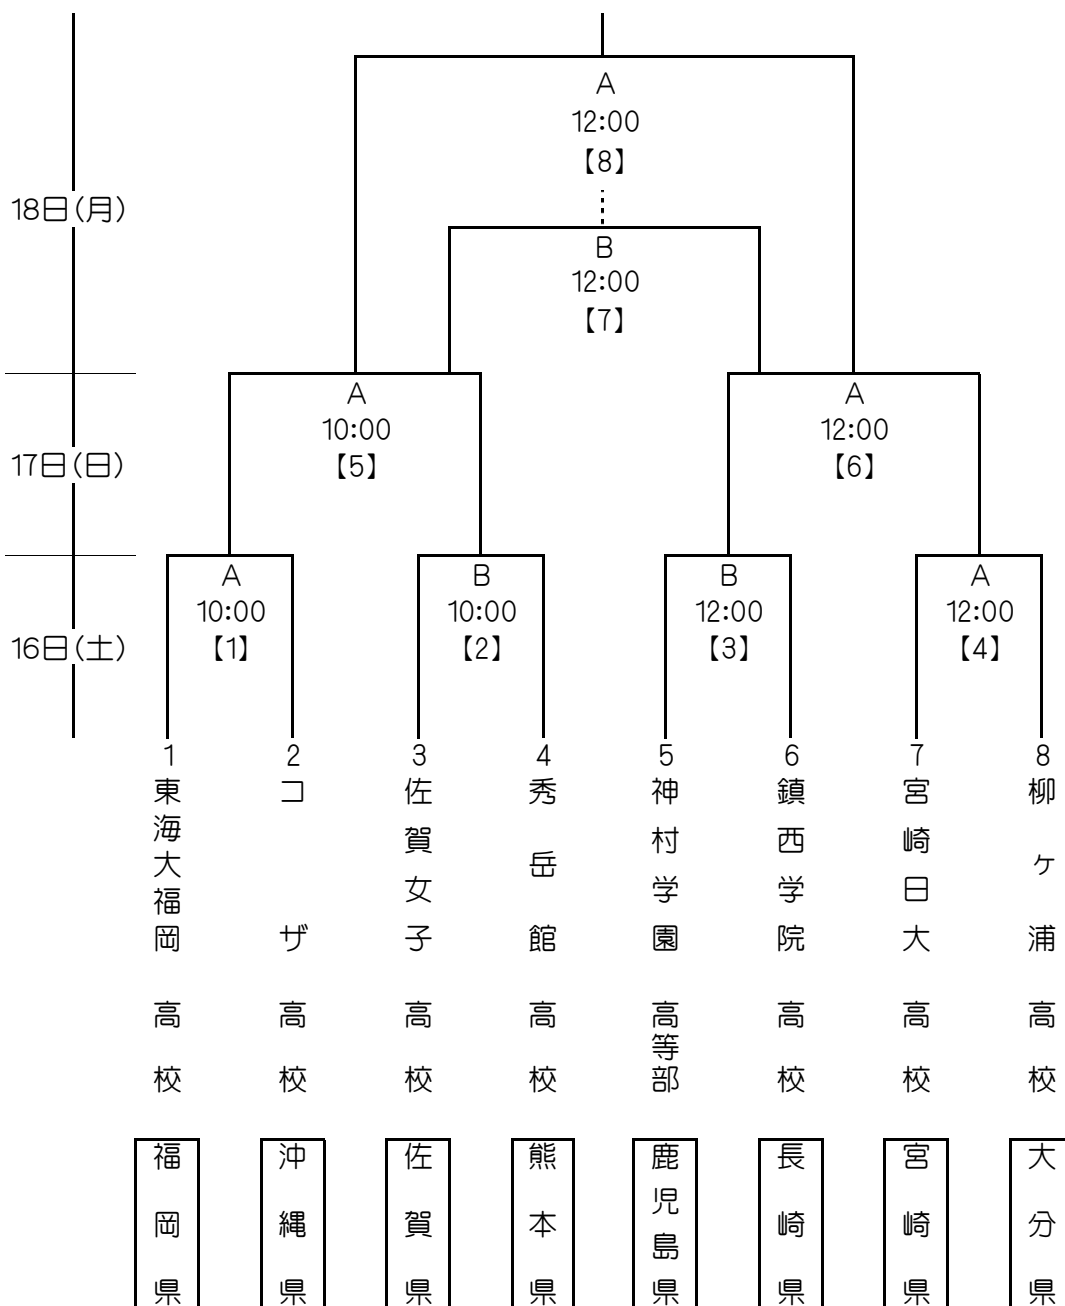 A
12:00
【8】
18日(月)
B
12:00
【7】
A
10:00
【5】
A
12:00
【6】
17日(日)
A
10:00
【1】
B
10:00
【2】
B
12:00
【3】
A
12:00
【4】
16日(土)
1
東海大福岡高校
福岡県
2
コザ高校
沖縄県
3
佐賀女子高校
佐賀県
4
秀岳館高校
熊本県
5
神村学園高等部
鹿児島県
6
鎮西学院高校
長崎県
7
宮崎日大高校
宮崎県
8
柳ヶ浦高校
大分県